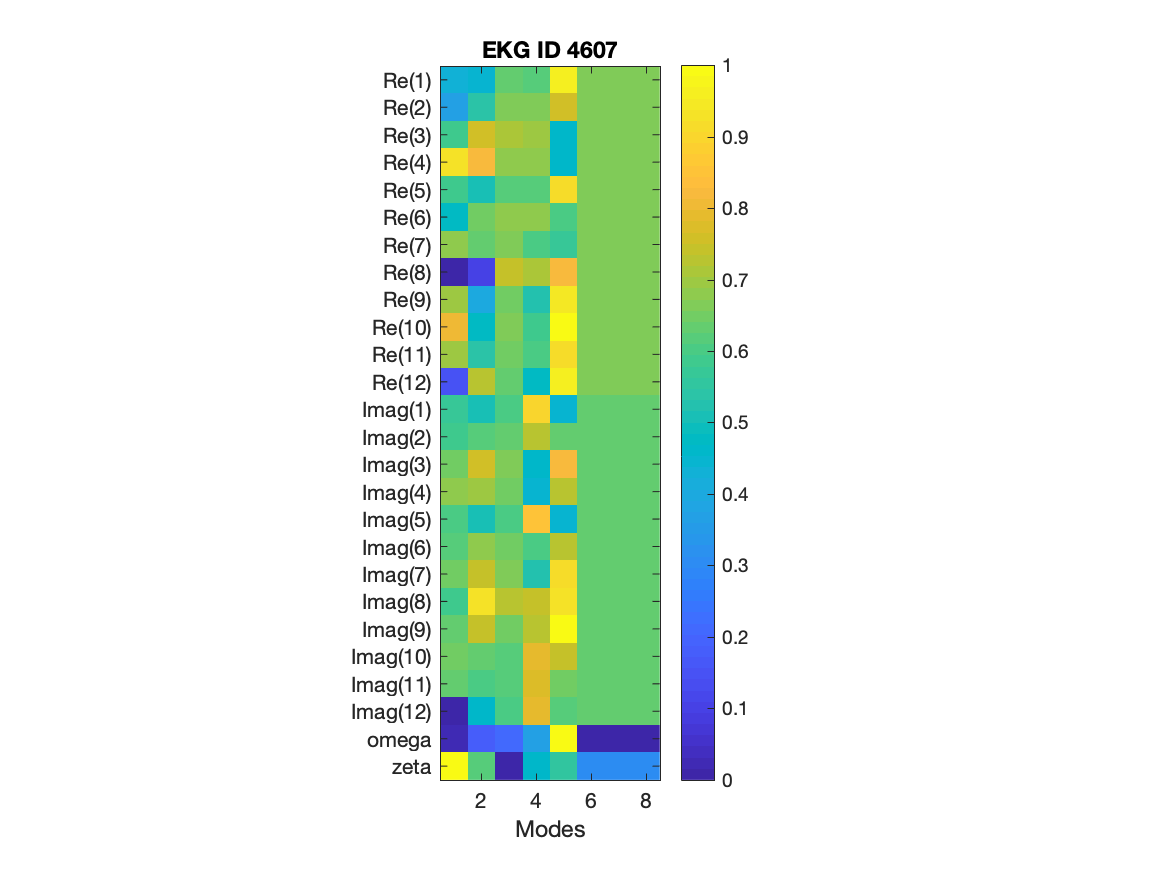 EKG ID 4607
Re(1)
Re(2)
Re(3)
Re(4)
Re(5)
Re(6)
Re(7)
Re(8)
Re(9)
Re(10)
Re(11)
Re(12)
Imag(1)
Imag(2)
Imag(3)
Imag(4)
Imag(5)
Imag(6)
Imag(7)
Imag(8)
Imag(9)
Imag(10)
Imag(11)
Imag(12)
omega
zeta
2 4 6 8
Modes
1
0.9
0.8
0.7
0.6
0.5
0.4
0.3
0.2
0.1
0